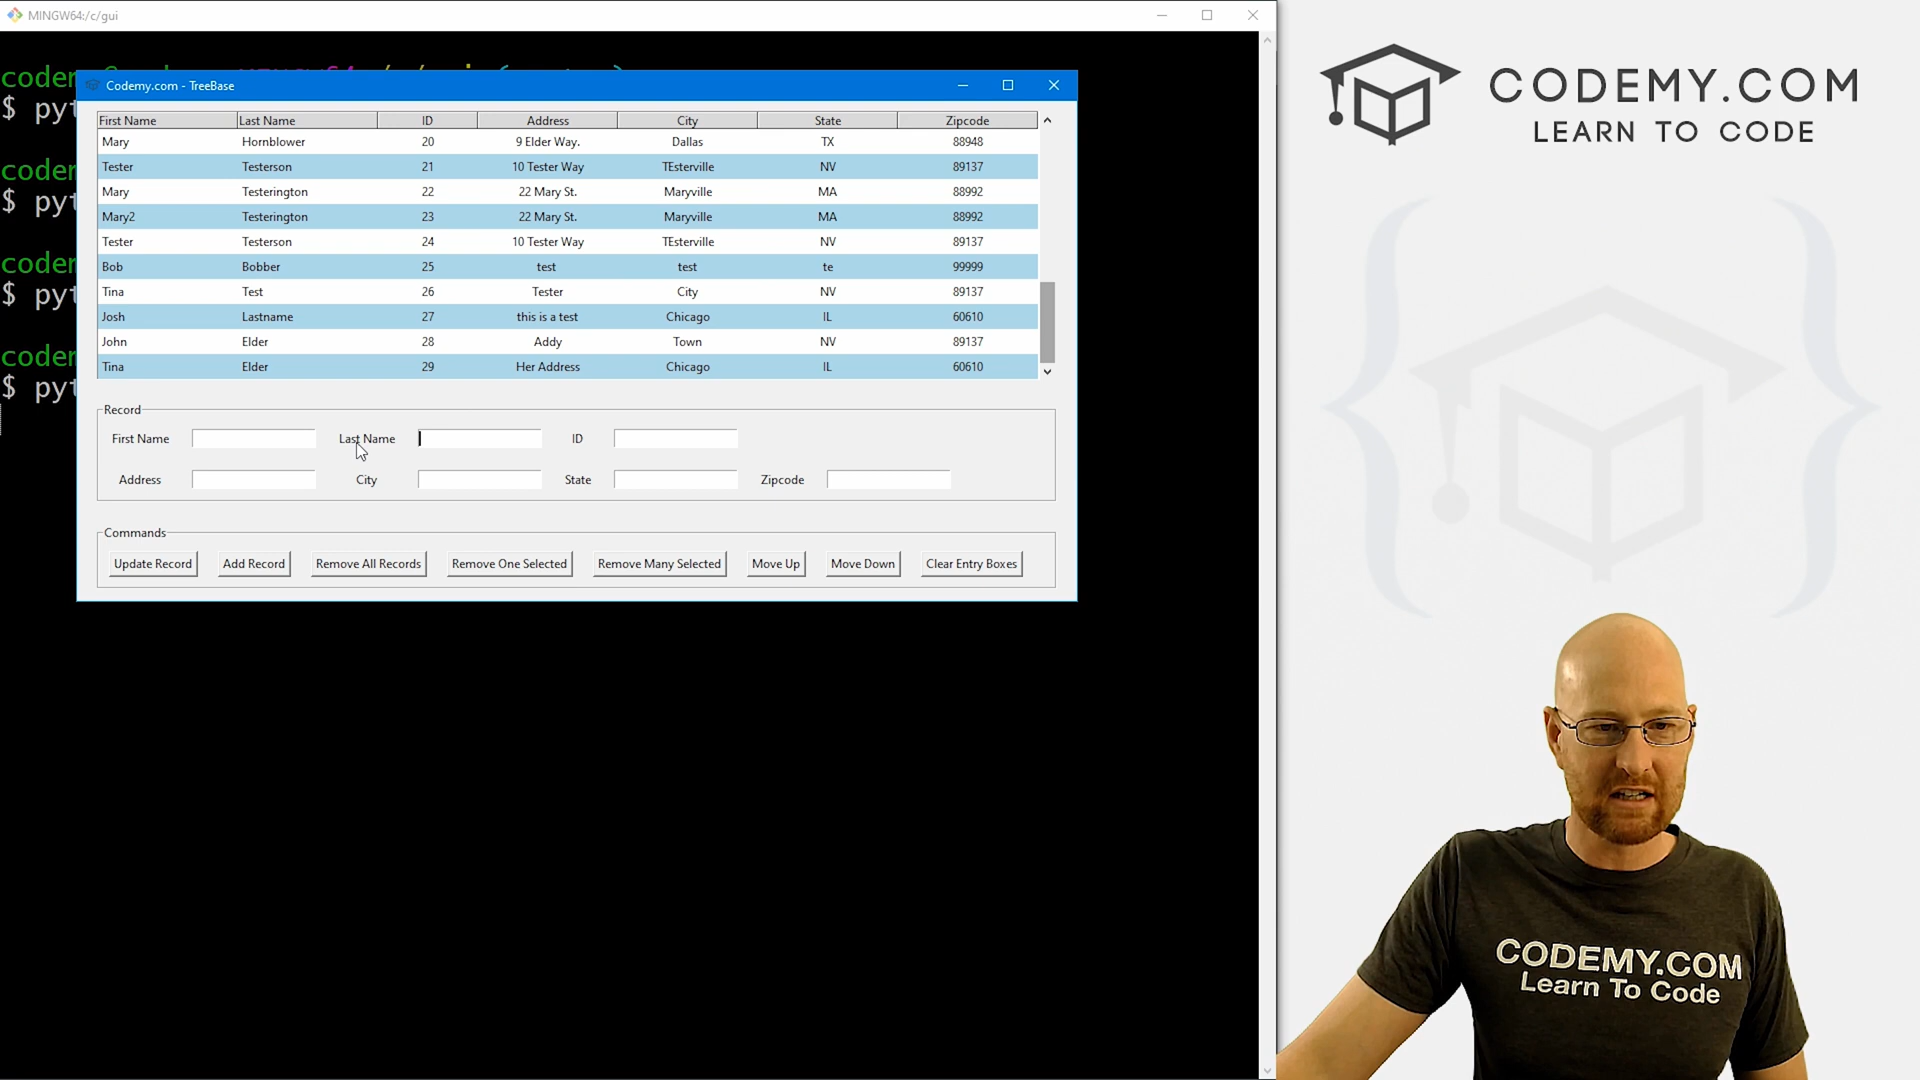 MINGW64:/c/gui
coder
$ pyt
coder
$ pyt
coder
$ pyt
coder
$ pyt
Codemy.com - TreeBase
First Name Last Name ID Address City State Zipcode
Mary Hornblower 20 9 Elder Way. Dallas TX 88948
Tester Testerson 21 10 Tester Way TEsterville NV 89137
Mary Testerington 22 22 Mary St. Maryville MA 88992
Mary2 Testerington 23 22 Mary St. Maryville MA 88992
Tester Testerson 24 10 Tester Way TEsterville NV 89137
Bob Bobber 25 test test te 99999
Tina Test 26 Tester City NV 89137
Josh Lastname 27 this is a test Chicago IL 60610
John Elder 28 Addy Town NV 89137
Tina Elder 29 Her Address Chicago IL 60610
Record
First Name Last Name ID
Address City State Zipcode
Commands
Update Record Add Record Remove All Records Remove One Selected Remove Many Selected Move Up Move Down Clear Entry Boxes
CODEMY.COM
LEARN TO CODE
CODEMY.COM
Learn To Code